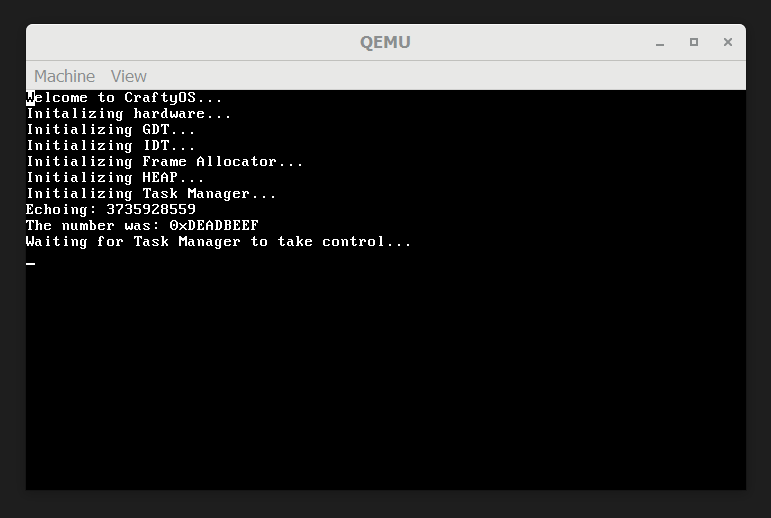 QEMU
Machine View
Welcome to CraftyOS...
Initalizing hardware...
Initializing GDT...
Initializing IDT...
Initializing Frame Allocator...
Initializing HEAP...
Initializing Task Manager...
Echoing: 3735928559
The number was: 0xDEADBEEF
Waiting for Task Manager to take control...